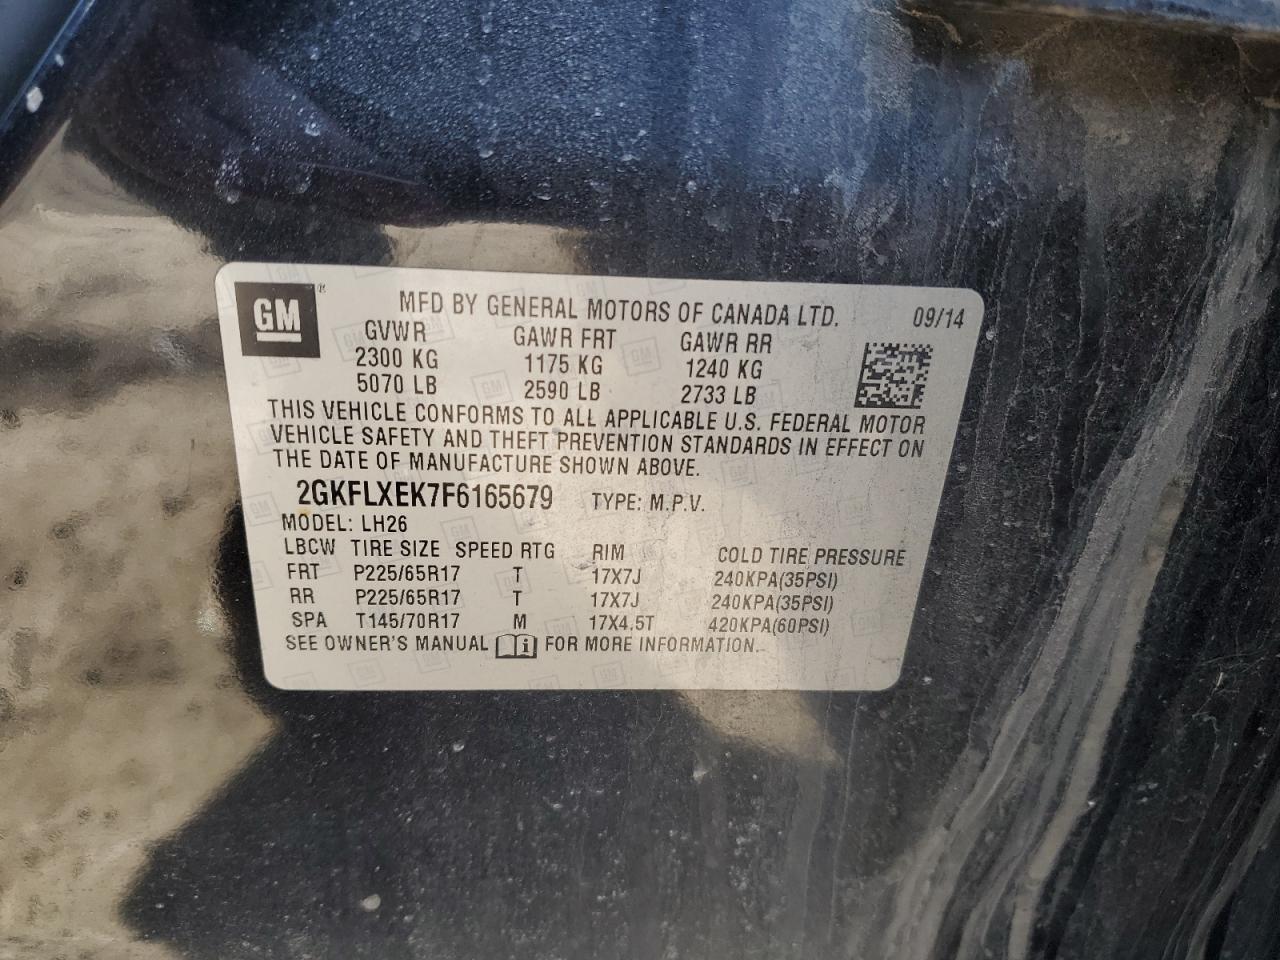 GM ®
MFD BY GENERAL MOTORS OF CANADA LTD. 09/14
GVWR GAWR FRT GAWR RR
2300 KG 1175 KG 1240 KG
5070 LB 2590 LB 2733 LB
THIS VEHICLE CONFORMS TO ALL APPLICABLE U.S. FEDERAL MOTOR
VEHICLE SAFETY AND THEFT PREVENTION STANDARDS IN EFFECT ON
THE DATE OF MANUFACTURE SHOWN ABOVE.
2GKFLXEK7F6165679 TYPE: M.P.V.
MODEL: LH26
LBCW TIRE SIZE SPEED RTG RIM COLD TIRE PRESSURE
FRT P225/65R17 T 17X7J 240KPA(35PSI)
RR P225/65R17 T 17X7J 240KPA(35PSI)
SPA T145/70R17 M 17X4.5T 420KPA(60PSI)
SEE OWNER'S MANUAL i FOR MORE INFORMATION.